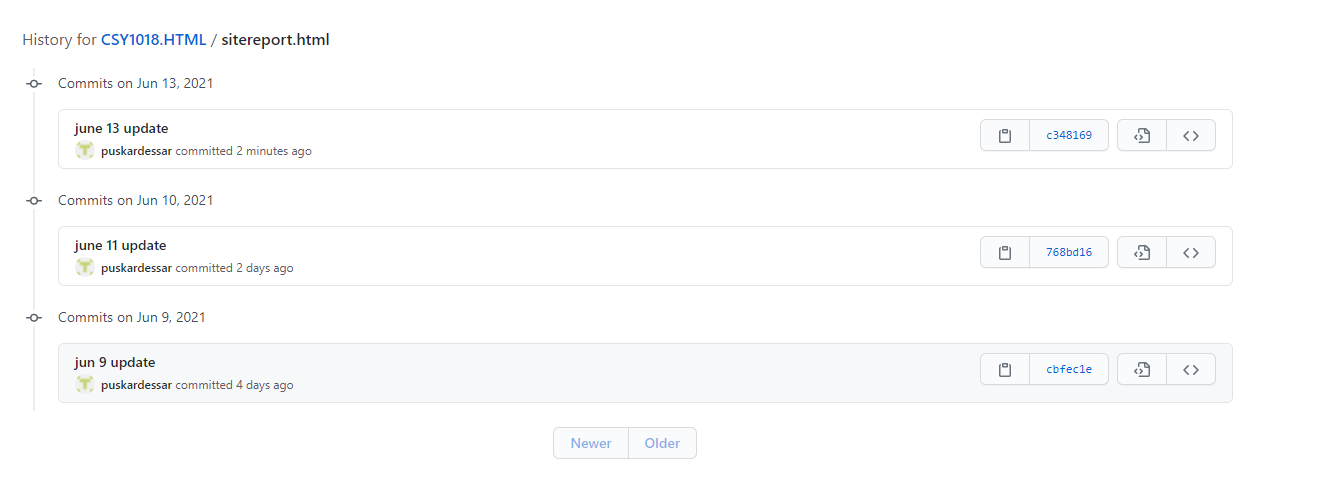 History for CSY1018.HTML / sitereport.html
Commits on Jun 13, 2021
june 13 update
c348169
puskardessar committed 2 minutes ago
Commits on Jun 10, 2021
june 11 update
768bd16
puskardessar committed 2 days ago
Commits on Jun 9, 2021
jun 9 update
cbfec1e
puskardessar committed 4 days ago
Newer Older